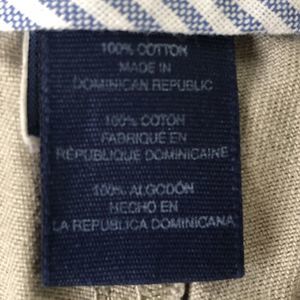 100% COTTON
MADE IN
DOMINICAN REPUBLIC
100% COTON
FABRIQUÉ EN
RÉPUBLIQUE DOMINICAINE
100% ALGODÓN
HECHO EN
LA REPUBLICA DOMINICANA